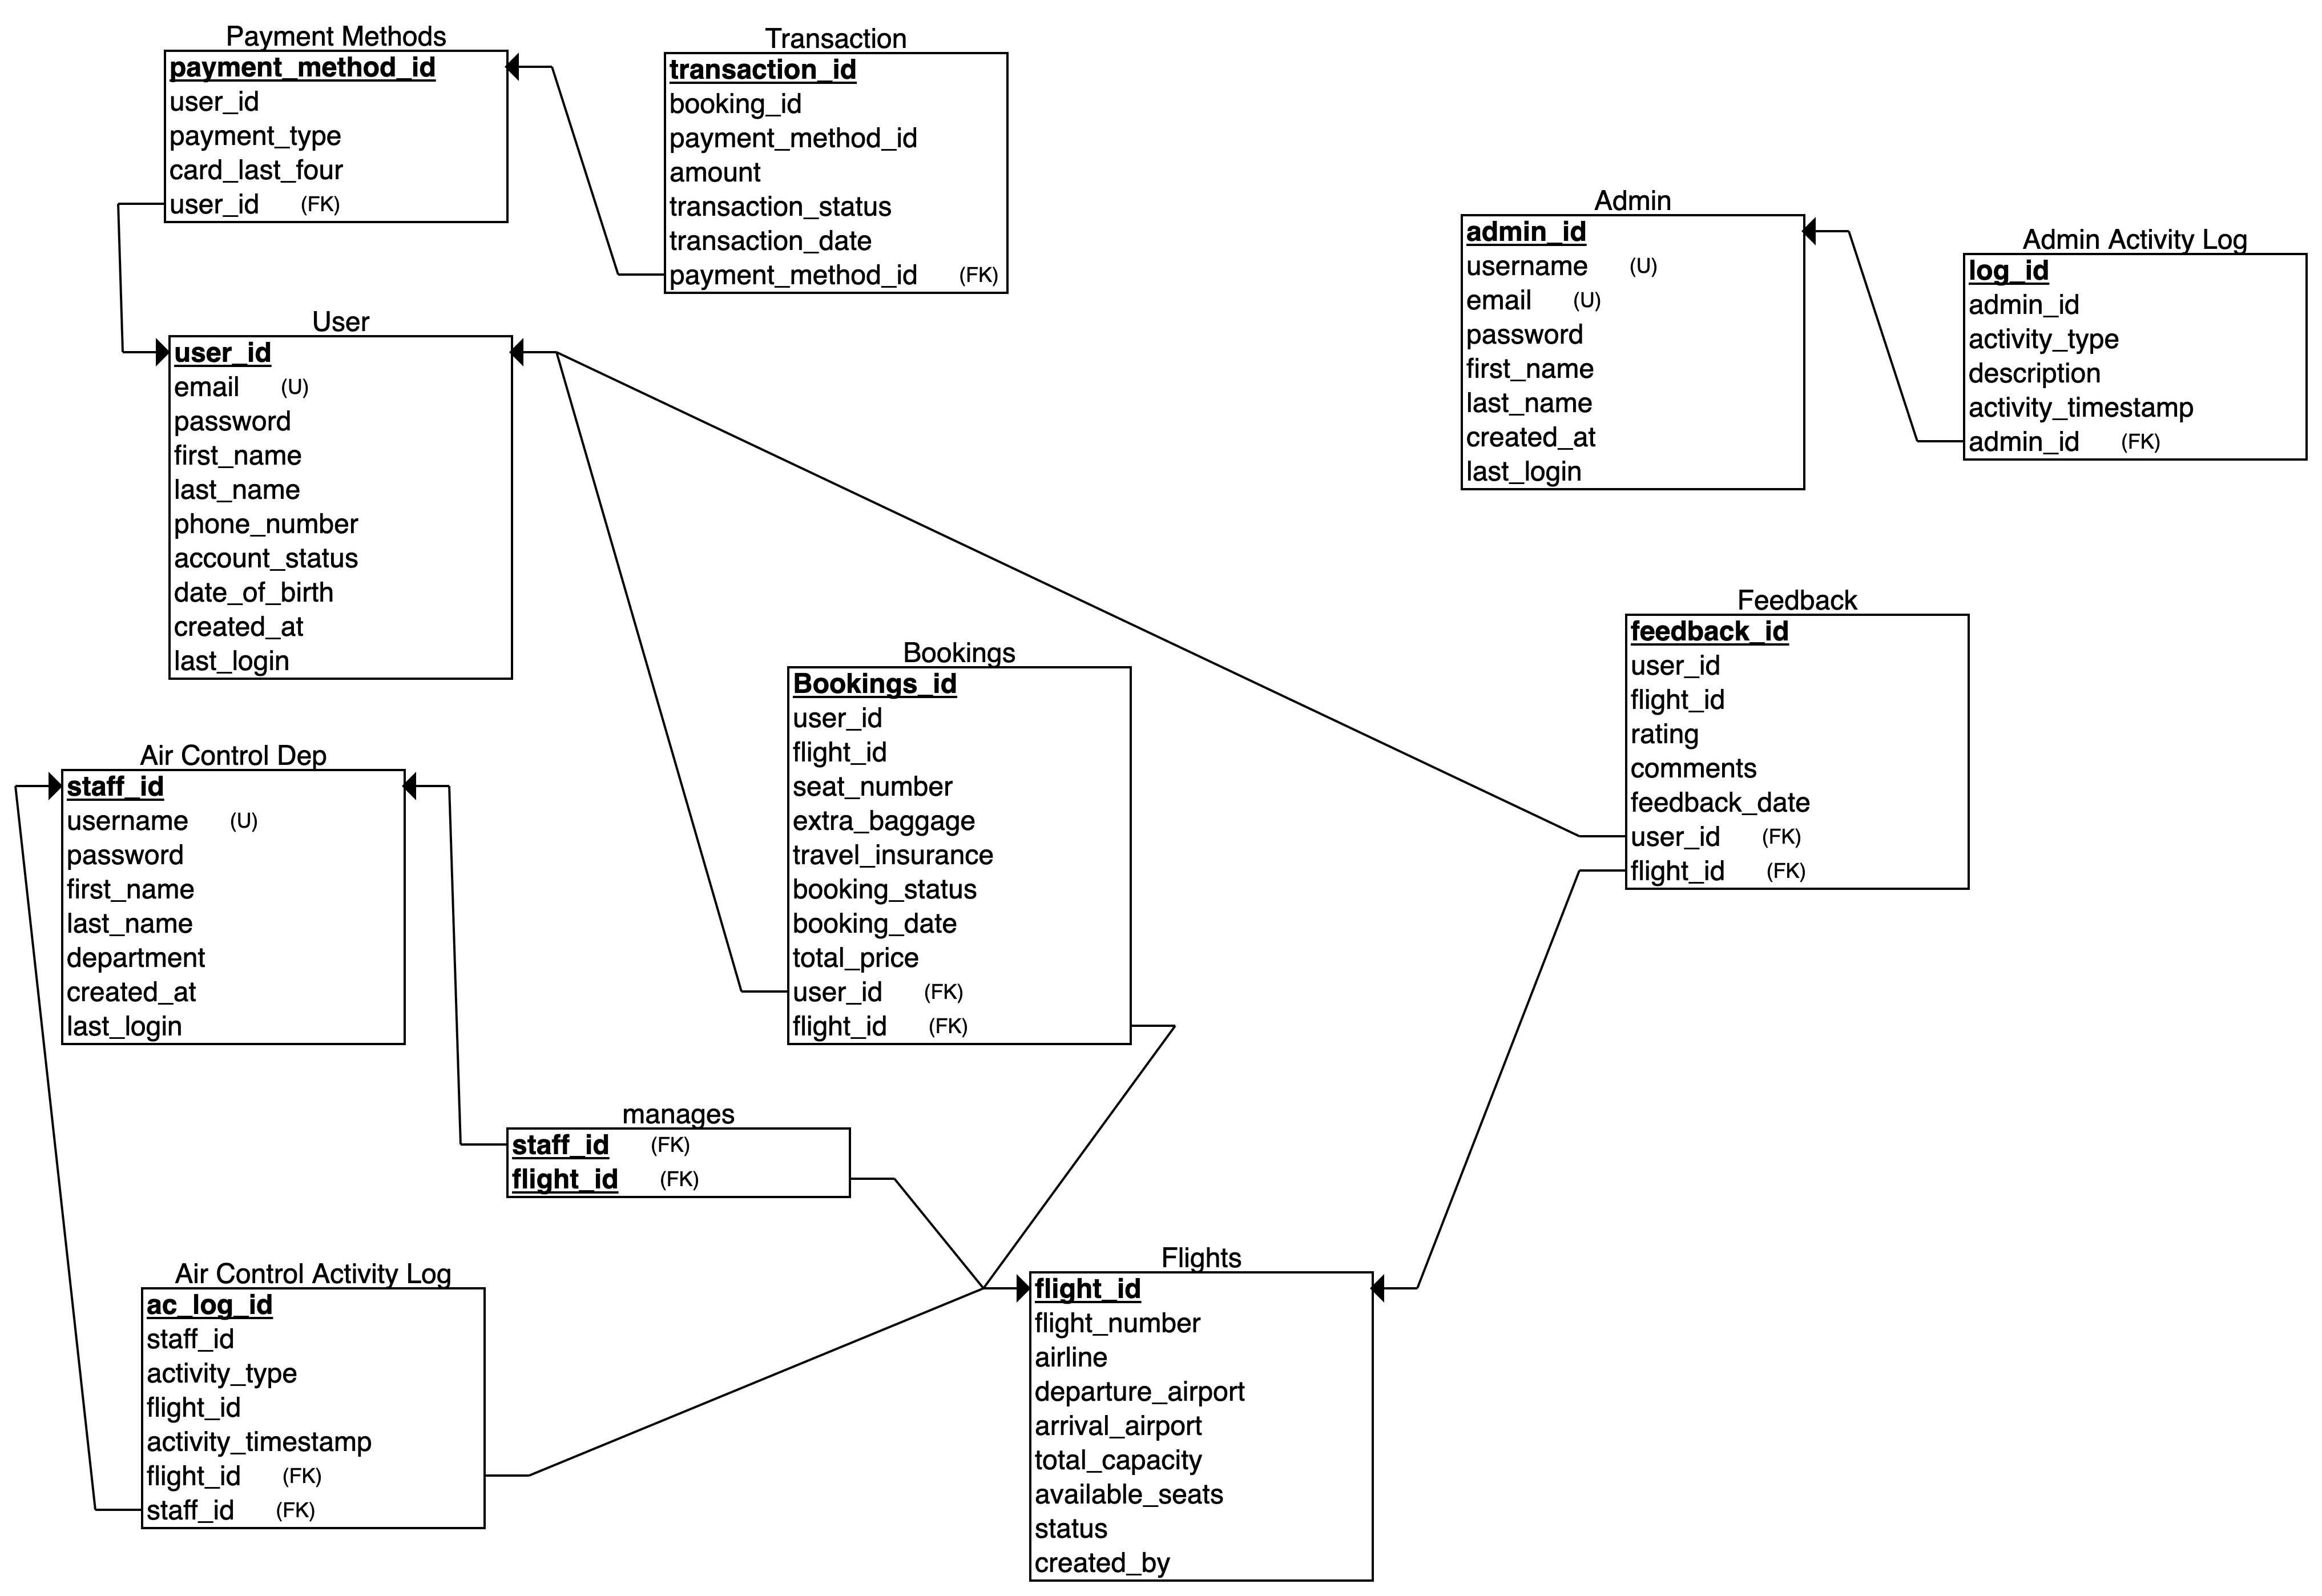 Payment Methods
payment_method_id
user_id
payment_type
card_last_four
user_id (FK)
Transaction
transaction_id
booking_id
payment_method_id
amount
transaction_status
transaction_date
payment_method_id (FK)
Admin
admin_id
username (U)
email (U)
password
first_name
last_name
created_at
last_login
Admin Activity Log
log_id
admin_id
activity_type
description
activity_timestamp
admin_id (FK)
User
user_id
email (U)
password
first_name
last_name
phone_number
account_status
date_of_birth
created_at
last_login
Bookings
Bookings_id
user_id
flight_id
seat_number
extra_baggage
travel_insurance
booking_status
booking_date
total_price
user_id (FK)
flight_id (FK)
Feedback
feedback_id
user_id
flight_id
rating
comments
feedback_date
user_id (FK)
flight_id (FK)
Air Control Dep
staff_id
username (U)
password
first_name
last_name
department
created_at
last_login
manages
staff_id (FK)
flight_id (FK)
Air Control Activity Log
ac_log_id
staff_id
activity_type
flight_id
activity_timestamp
flight_id (FK)
staff_id (FK)
Flights
flight_id
flight_number
airline
departure_airport
arrival_airport
total_capacity
available_seats
status
created_by